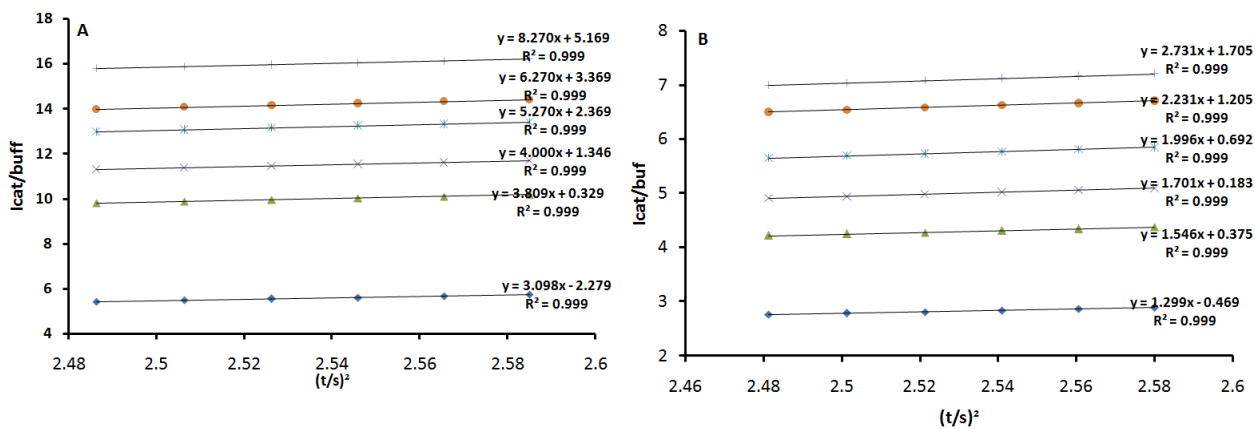 A
y = 8.270x + 5.169
R² = 0.999
y = 6.270x + 3.369
R² = 0.999
y = 5.270x + 2.369
R² = 0.999
y = 4.000x + 1.346
R² = 0.999
y = 3.809x + 0.329
R² = 0.999
y = 3.098x - 2.279
R² = 0.999
18
16
14
12
10
8
6
4
Icat/buff
2.48
2.5
2.52
2.54
2.56
2.58
2.6
(t/s)²
B
y = 2.731x + 1.705
R² = 0.999
y = 2.231x + 1.205
R² = 0.999
y = 1.996x + 0.692
R² = 0.999
y = 1.701x + 0.183
R² = 0.999
y = 1.546x + 0.375
R² = 0.999
y = 1.299x - 0.469
R² = 0.999
8
7
6
5
4
3
2
Icat/buf
2.46
2.48
2.5
2.52
2.54
2.56
2.58
2.6
(t/s)²